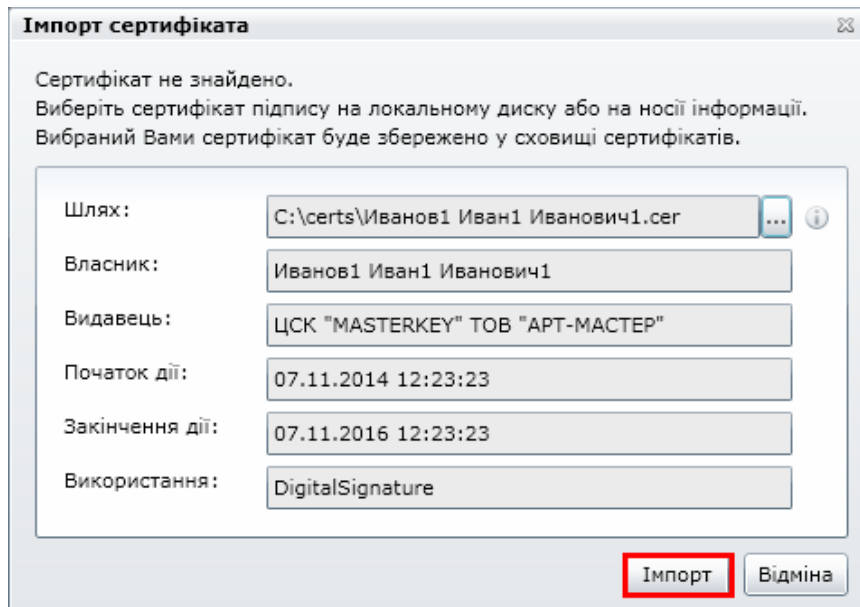 Імпорт сертифіката
Сертифікат не знайдено.
Виберіть сертифікат підпису на локальному диску або на носії інформації.
Вибраний Вами сертифікат буде збережено у сховищі сертифікатів.
Шлях: C:\certs\Иванов1 Иван1 Иванович1.cer ...
Власник: Иванов1 Иван1 Иванович1
Видавець: ЦСК "MASTERKEY" ТОВ "АРТ-МАСТЕР"
Початок дії: 07.11.2014 12:23:23
Закінчення дії: 07.11.2016 12:23:23
Використання: DigitalSignature
Імпорт Відміна